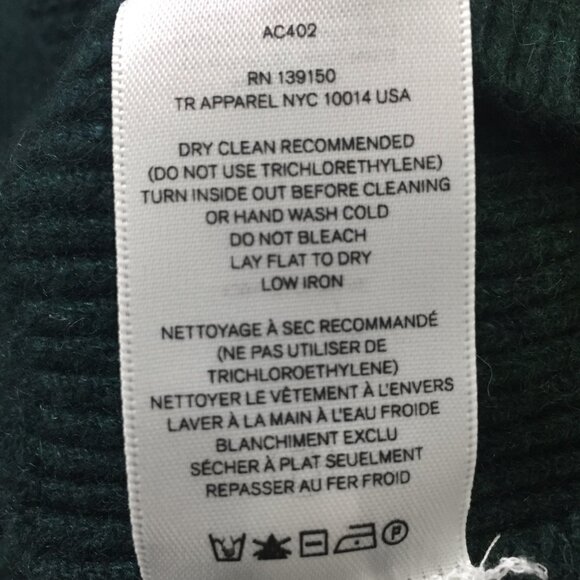 AC402
RN 139150
TR APPAREL NYC 10014 USA
DRY CLEAN RECOMMENDED
(DO NOT USE TRICHLORETHYLENE)
TURN INSIDE OUT BEFORE CLEANING
OR HAND WASH COLD
DO NOT BLEACH
LAY FLAT TO DRY
LOW IRON
NETTOYAGE À SEC RECOMMANDÉ
(NE PAS UTILISER DE
TRICHLOROETHYLENE)
NETTOYER LE VÊTEMENT À L'ENVERS
LAVER À LA MAIN À L'EAU FROIDE
BLANCHIMENT EXCLU
SÉCHER À PLAT SEUELMENT
REPASSER AU FER FROID
P